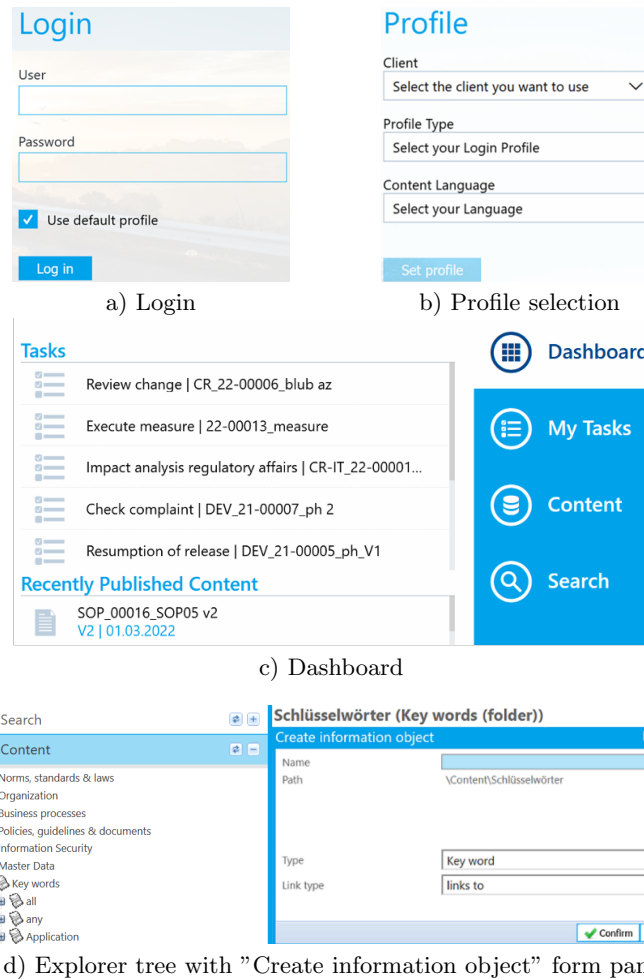 Login
User
Password
Use default profile
Log in
a) Login
Profile
Client
Select the client you want to use
Profile Type
Select your Login Profile
Content Language
Select your Language
Set profile
b) Profile selection
Tasks
Review change | CR_22-00006_blub az
Execute measure | 22-00013_measure
Impact analysis regulatory affairs | CR-IT_22-00001...
Check complaint | DEV_21-00007_ph 2
Resumption of release | DEV_21-00005_ph_V1
Recently Published Content
SOP_00016_SOP05 v2
V2 | 01.03.2022
Dashboard
My Tasks
Content
Search
c) Dashboard
Search
Content
Norms, standards & laws
Organization
Business processes
Policies, guidelines & documents
Information Security
Master Data
Key words
all
any
Application
Schlüsselwörter (Key words (folder))
Create information object
Name
Path \Content\Schlüsselwörter
Type Key word
Link type links to
Confirm
d) Explorer tree with ”Create information object” form par